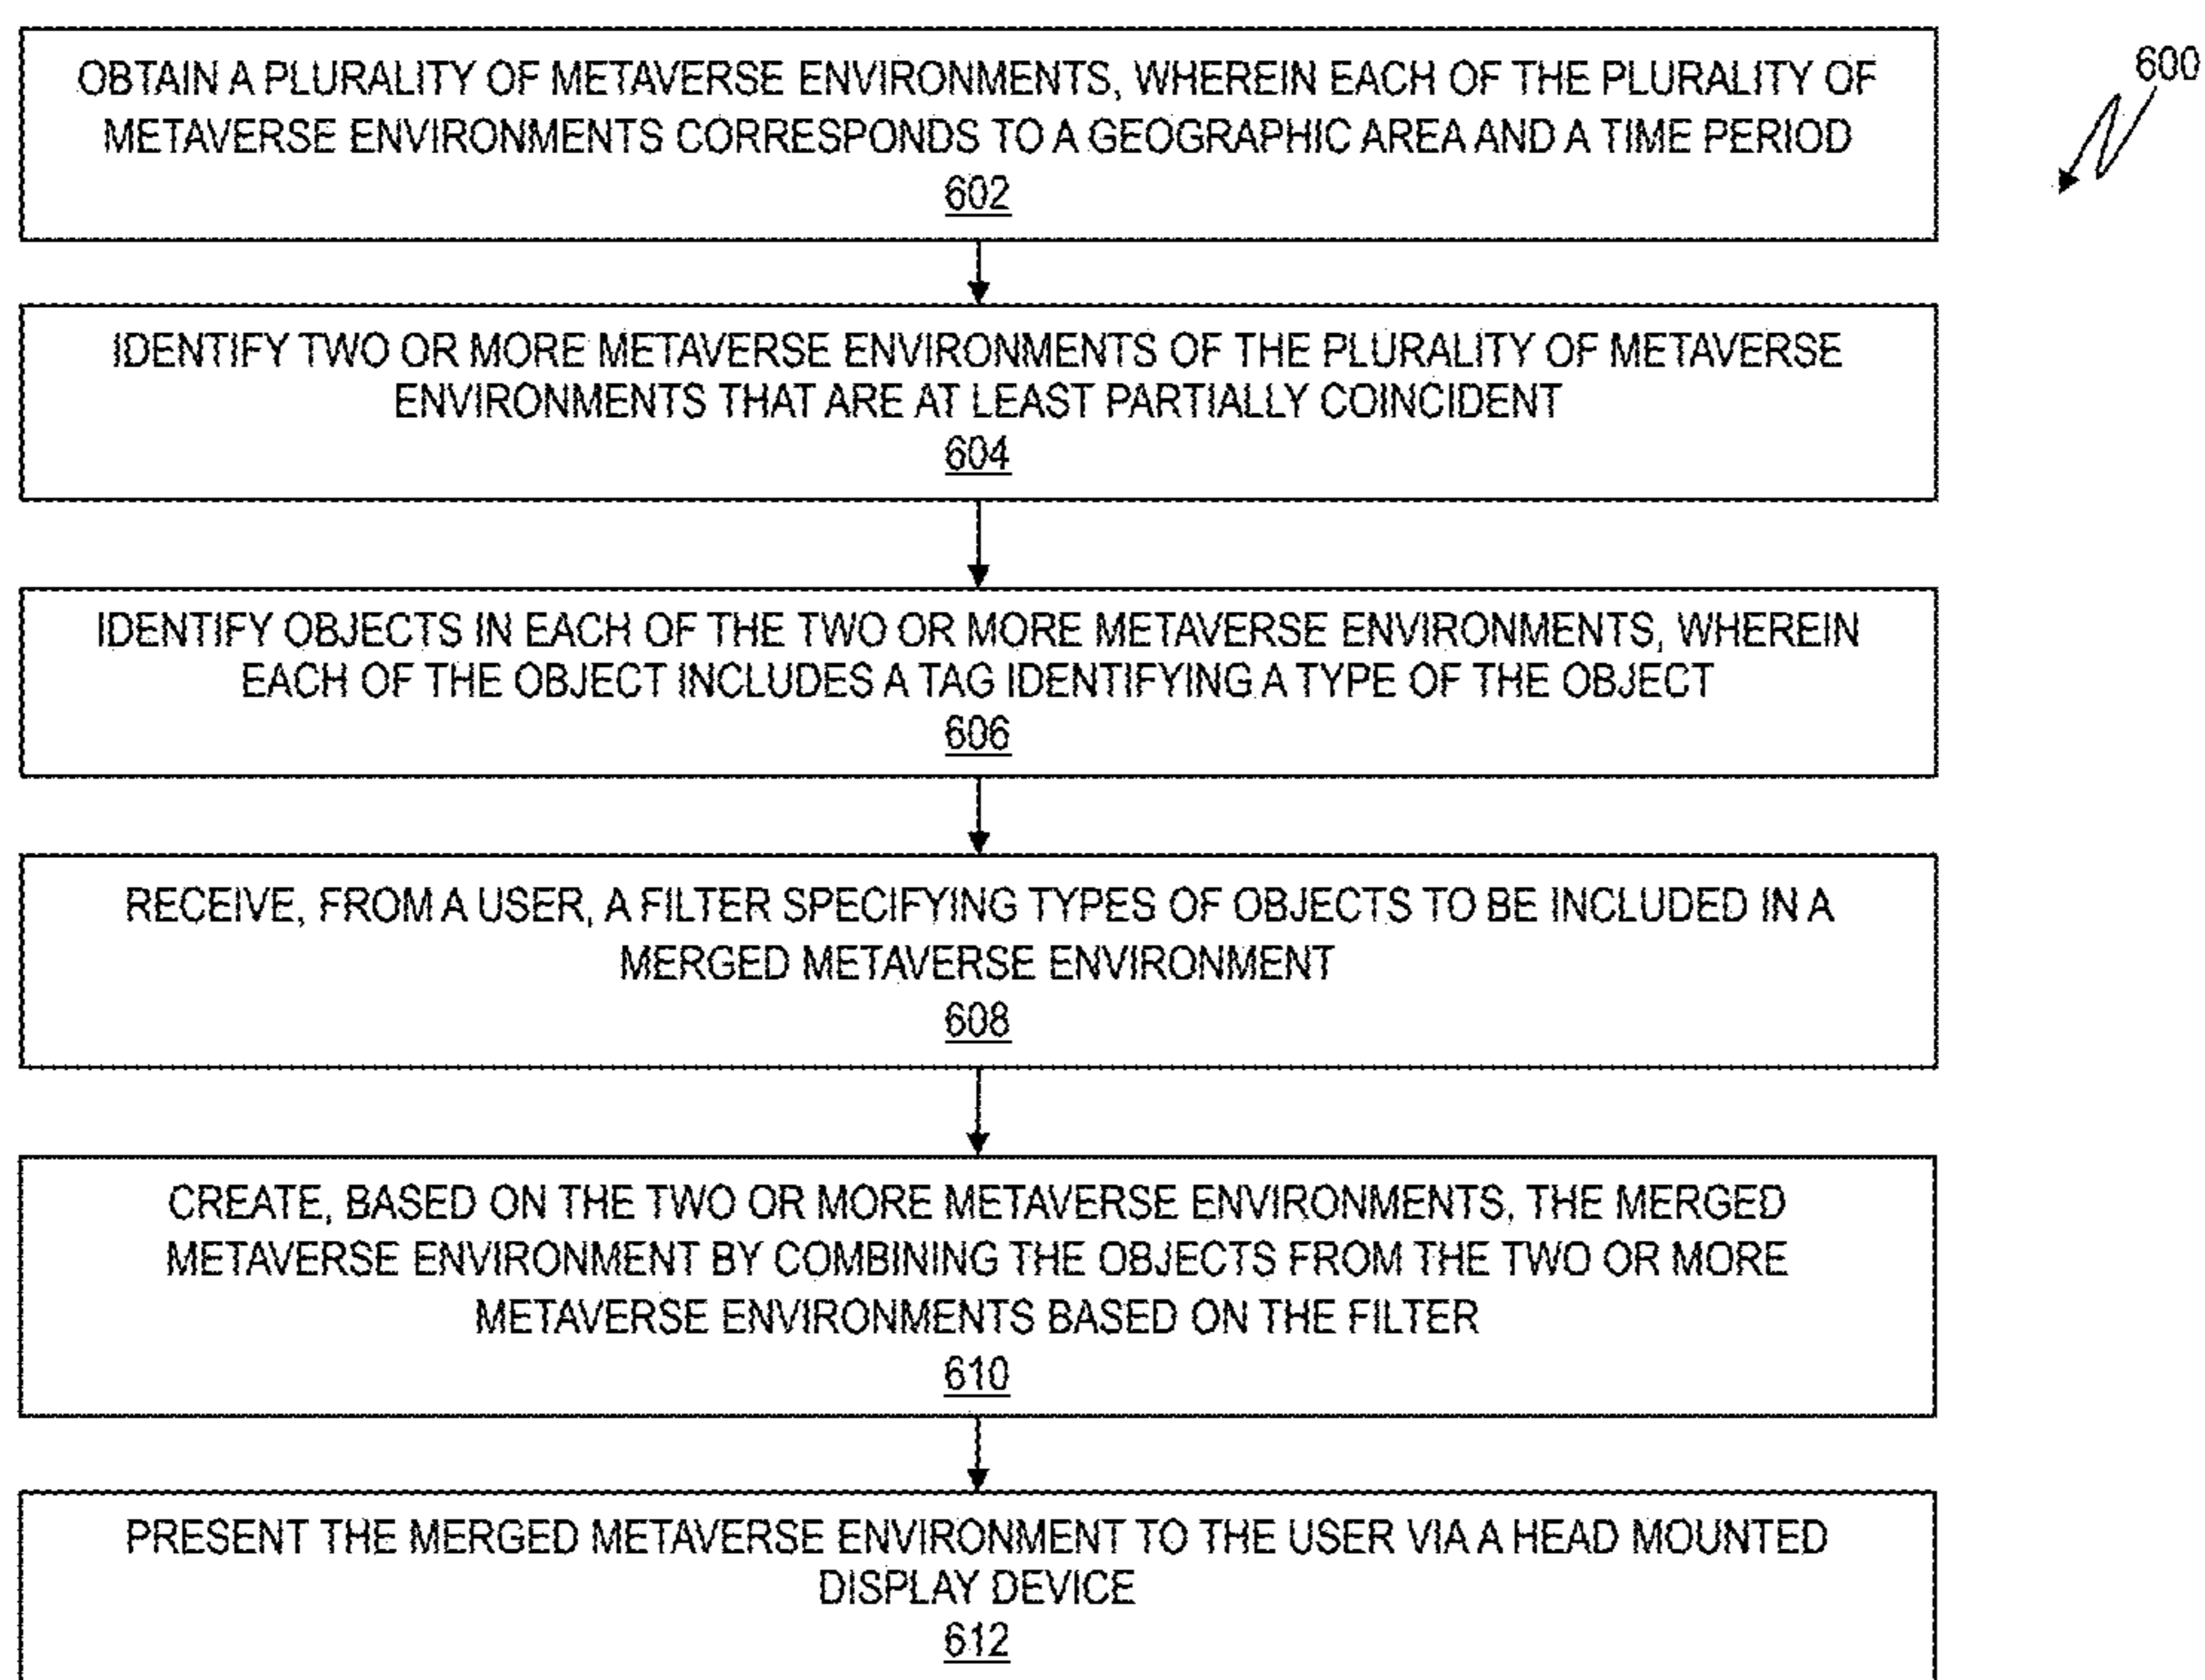 600
OBTAIN A PLURALITY OF METAVERSE ENVIRONMENTS, WHEREIN EACH OF THE PLURALITY OF
METAVERSE ENVIRONMENTS CORRESPONDS TO A GEOGRAPHIC AREA AND A TIME PERIOD
602
IDENTIFY TWO OR MORE METAVERSE ENVIRONMENTS OF THE PLURALITY OF METAVERSE
ENVIRONMENTS THAT ARE AT LEAST PARTIALLY COINCIDENT
604
IDENTIFY OBJECTS IN EACH OF THE TWO OR MORE METAVERSE ENVIRONMENTS, WHEREIN
EACH OF THE OBJECT INCLUDES A TAG IDENTIFYING A TYPE OF THE OBJECT
606
RECEIVE, FROM A USER, A FILTER SPECIFYING TYPES OF OBJECTS TO BE INCLUDED IN A
MERGED METAVERSE ENVIRONMENT
608
CREATE, BASED ON THE TWO OR MORE METAVERSE ENVIRONMENTS, THE MERGED
METAVERSE ENVIRONMENT BY COMBINING THE OBJECTS FROM THE TWO OR MORE
METAVERSE ENVIRONMENTS BASED ON THE FILTER
610
PRESENT THE MERGED METAVERSE ENVIRONMENT TO THE USER VIA A HEAD MOUNTED
DISPLAY DEVICE
612